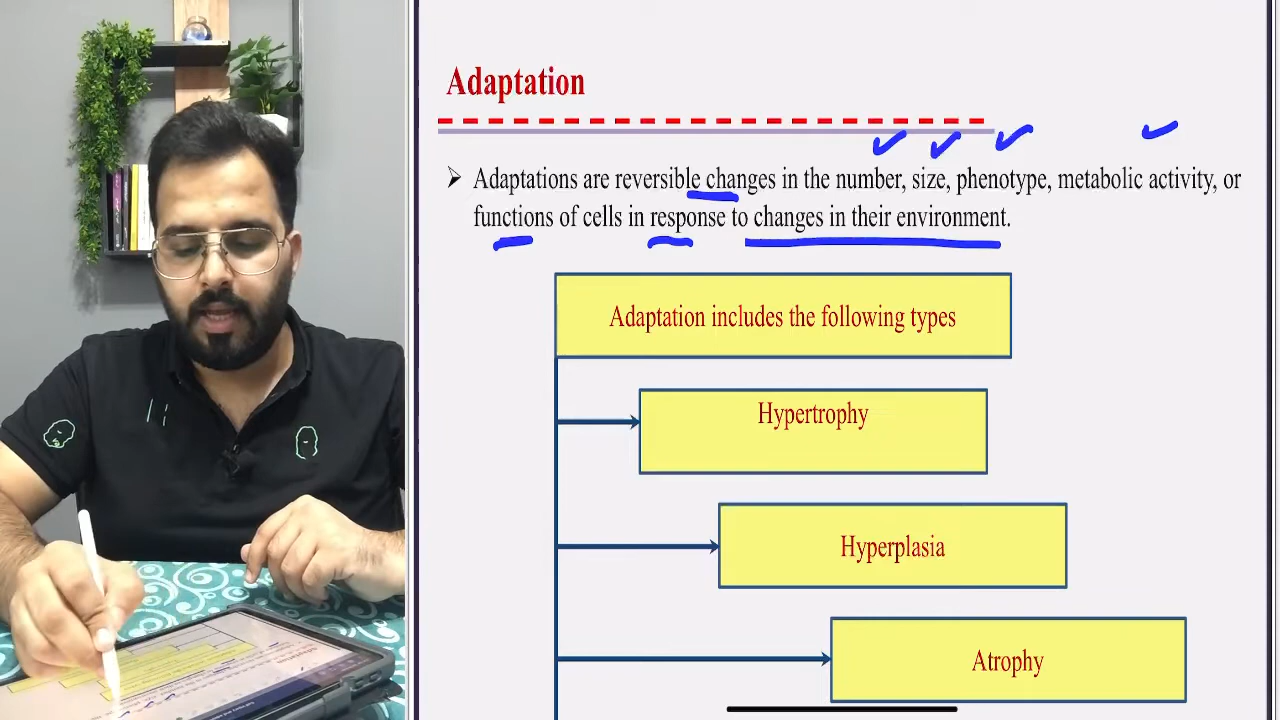 Adaptation
➢ Adaptations are reversible changes in the number, size, phenotype, metabolic activity, or
functions of cells in response to changes in their environment.
Adaptation includes the following types
Hypertrophy
Hyperplasia
Atrophy